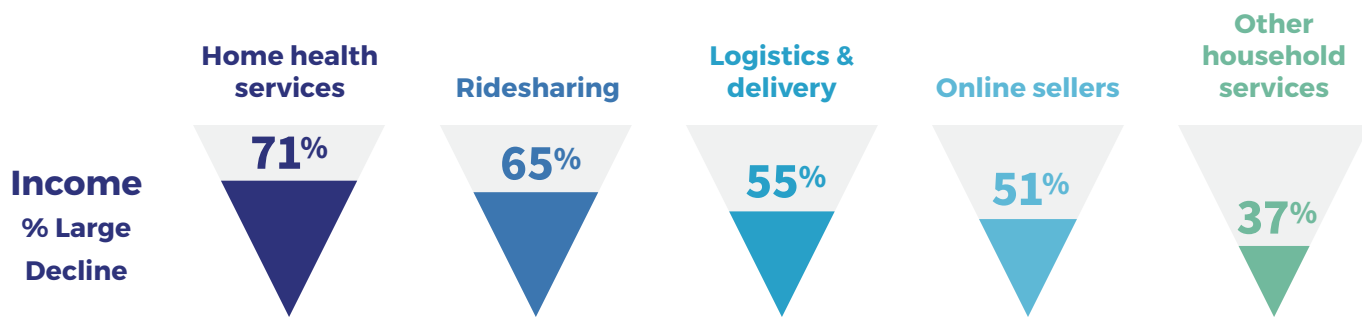 Home health
services
Ridesharing
Logistics &
delivery
Online sellers
Other
household
services
Income
% Large
Decline
71%
65%
55%
51%
37%